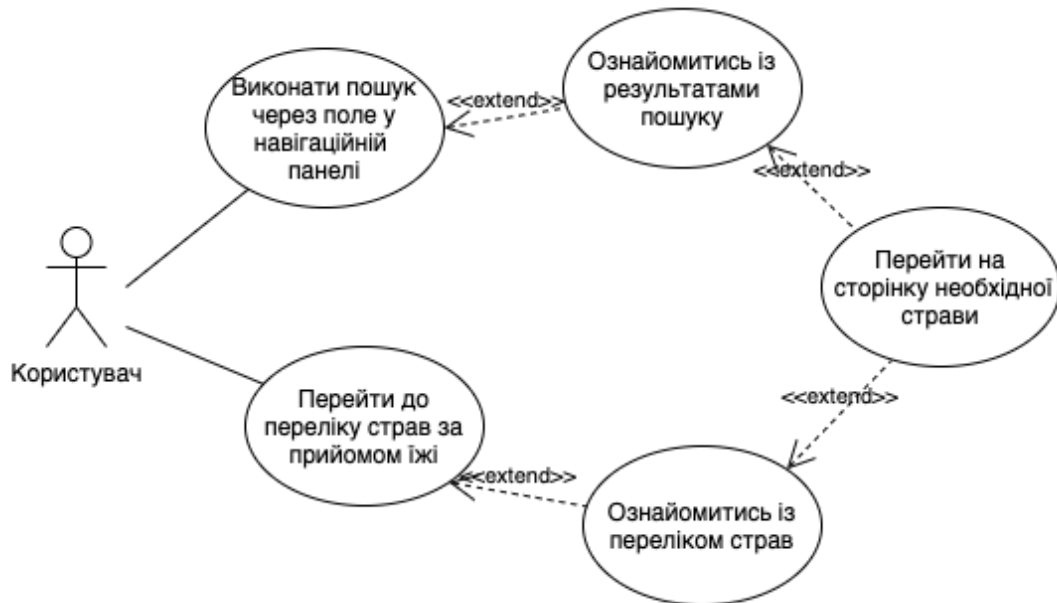 Виконати пошук
через поле у
навігаційній
панелі
<<extend>>
Ознайомитись із
результатами
пошуку
<<extend>>
Перейти на
сторінку необхідної
страви
Користувач
Перейти до
переліку страв за
прийомом їжі
<<extend>>
<<extend>>
Ознайомитись із
переліком страв